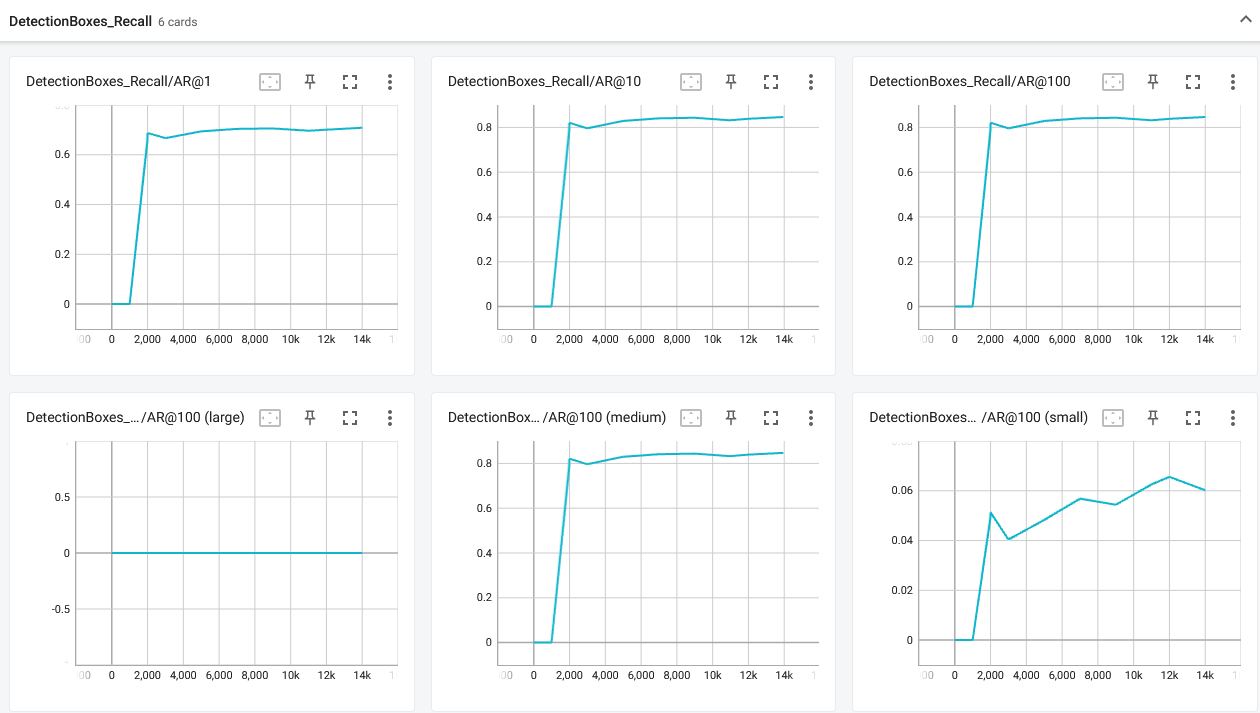 DetectionBoxes_Recall 6 cards
DetectionBoxes_Recall/AR@1
0.6
0.4
0.2
0
0 2,000 4,000 6,000 8,000 10k 12k 14k
DetectionBoxes_Recall/AR@10
0.8
0.6
0.4
0.2
0
0 2,000 4,000 6,000 8,000 10k 12k 14k
DetectionBoxes_Recall/AR@100
0.8
0.6
0.4
0.2
0
0 2,000 4,000 6,000 8,000 10k 12k 14k
DetectionBoxes_… /AR@100 (large)
0.5
0
-0.5
0 2,000 4,000 6,000 8,000 10k 12k 14k
DetectionBox… /AR@100 (medium)
0.8
0.6
0.4
0.2
0
0 2,000 4,000 6,000 8,000 10k 12k 14k
DetectionBoxes… /AR@100 (small)
0.06
0.04
0.02
0
0 2,000 4,000 6,000 8,000 10k 12k 14k